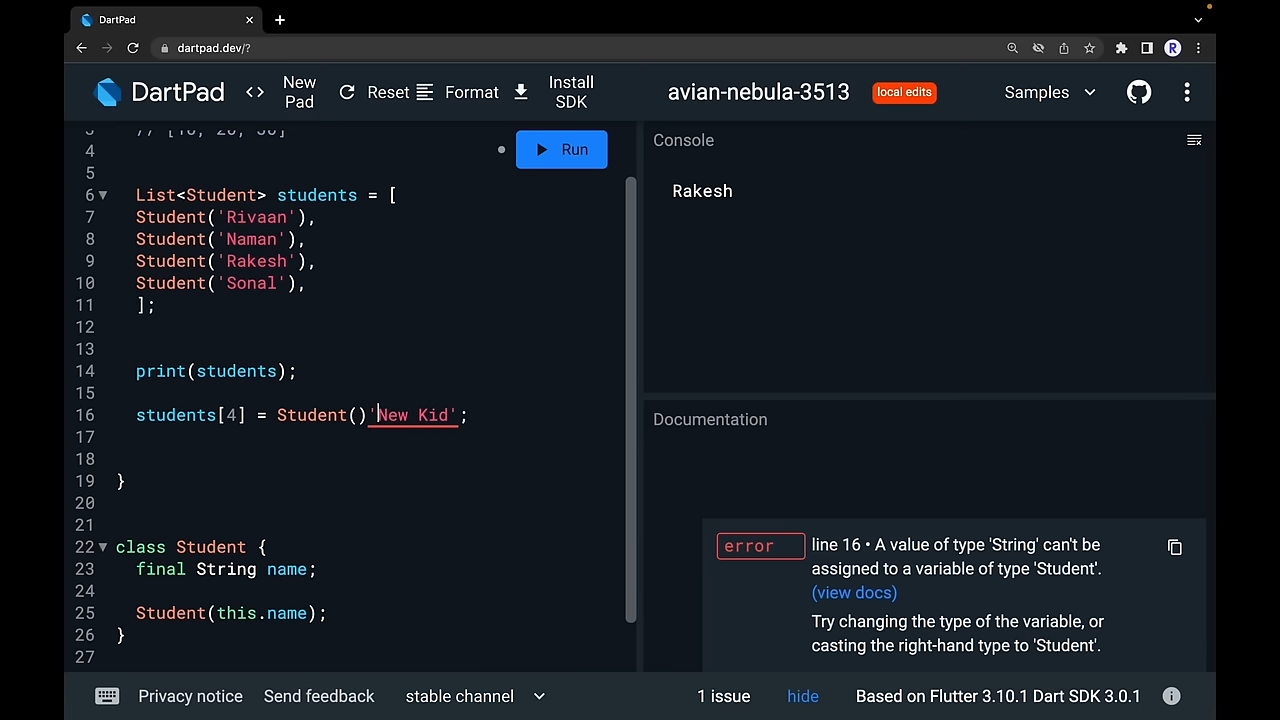 DartPad
dartpad.dev/?
R
DartPad
<> New Pad
Reset
Format
Install SDK
avian-nebula-3513
local edits
Samples
4
5
6 List<Student> students = [
7 Student('Rivaan'),
8 Student('Naman'),
9 Student('Rakesh'),
10 Student('Sonal'),
11 ];
12
13
14 print(students);
15
16 students[4] = Student()'New Kid';
17
18
19 }
20
21
22 class Student {
23 final String name;
24
25 Student(this.name);
26 }
27
Run
Console
Rakesh
Documentation
error
line 16 • A value of type 'String' can't be
assigned to a variable of type 'Student'.
(view docs)
Try changing the type of the variable, or
casting the right-hand type to 'Student'.
Privacy notice
Send feedback
stable channel
1 issue
hide
Based on Flutter 3.10.1 Dart SDK 3.0.1